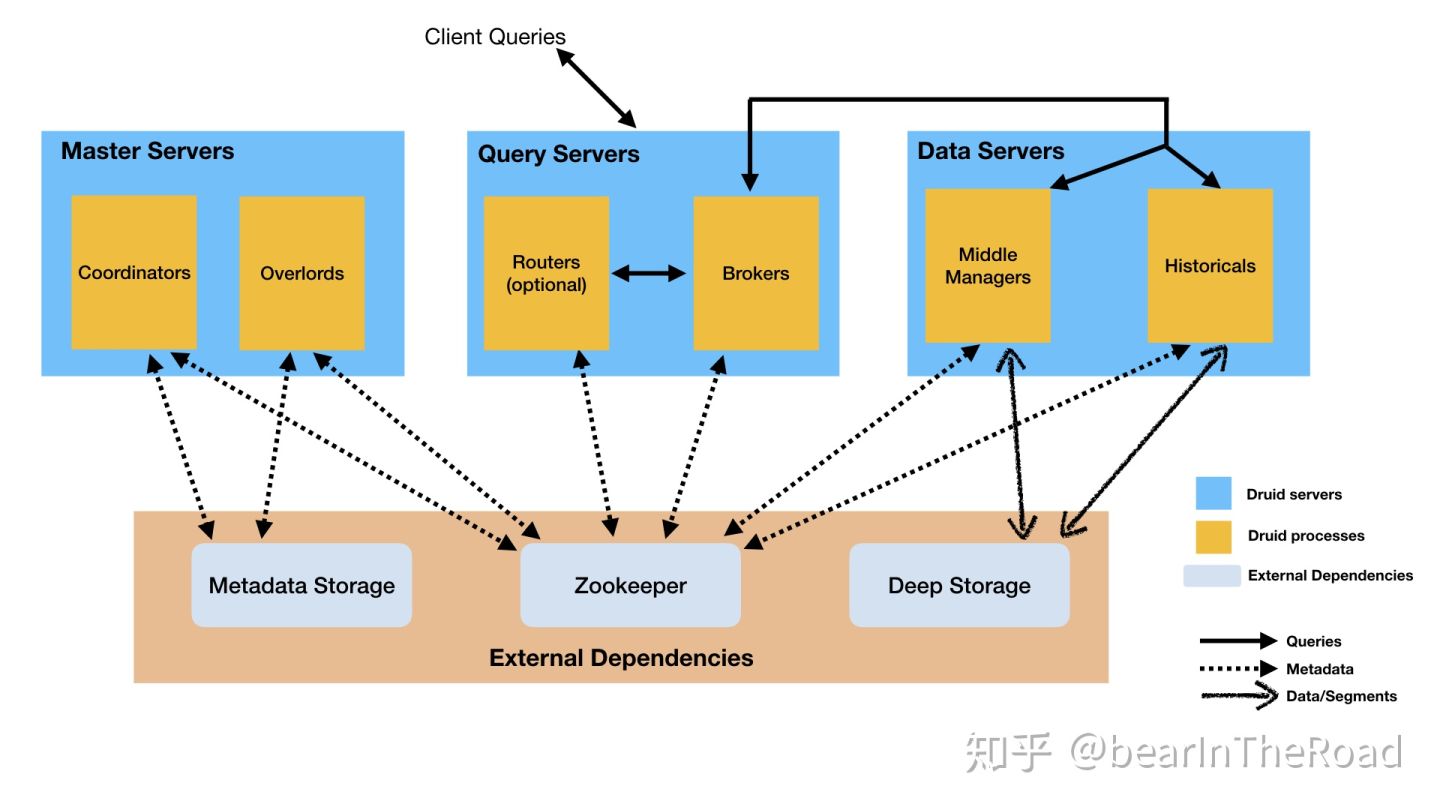 Client Queries
Master Servers
Query Servers
Data Servers
Coordinators
Overlords
Routers
(optional)
Brokers
Middle
Managers
Historicals
Metadata Storage
Zookeeper
Deep Storage
External Dependencies
Druid servers
Druid processes
External Dependencies
Queries
Metadata
Data/Segments
知乎 @bearInTheRoad